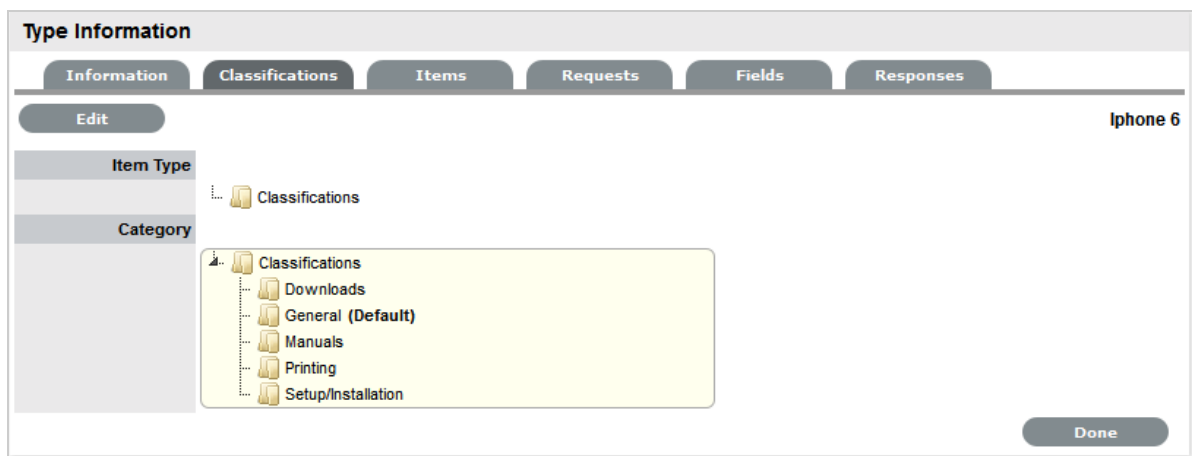 Type Information
Information Classifications Items Requests Fields Responses
Edit Iphone 6
Item Type
Classifications
Category
Classifications
Downloads
General (Default)
Manuals
Printing
Setup/Installation
Done